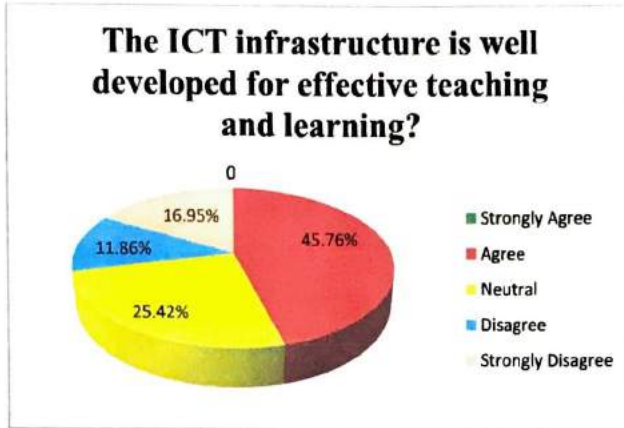 The ICT infrastructure is well
developed for effective teaching
and learning?
0
16.95%
45.76%
11.86%
25.42%
Strongly Agree
Agree
Neutral
Disagree
Strongly Disagree